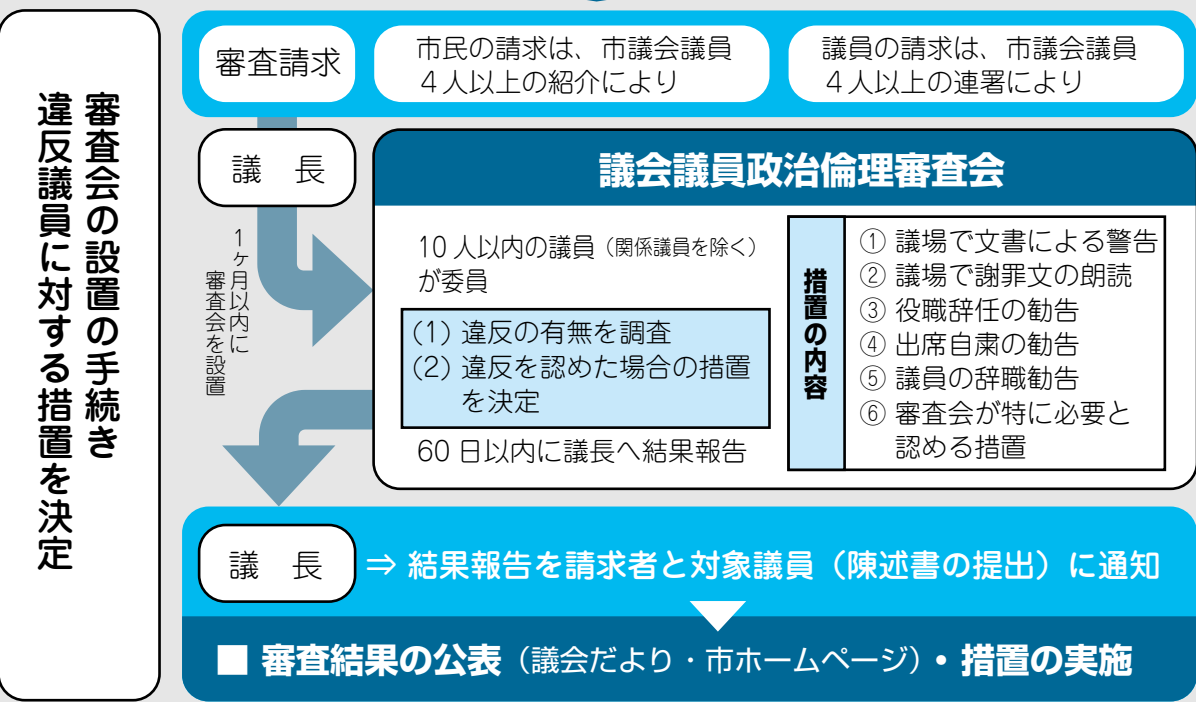 審査会の設置の手続き
違反議員に対する措置を決定
審査請求
市民の請求は、市議会議員
4人以上の紹介により
議員の請求は、市議会議員
4人以上の連署により
議 長
1ヶ月以内に
審査会を設置
議会議員政治倫理審査会
10人以内の議員（関係議員を除く）
が委員
(1) 違反の有無を調査
(2) 違反を認めた場合の措置
を決定
60日以内に議長へ結果報告
措置の内容
① 議場で文書による警告
② 議場で謝罪文の朗読
③ 役職辞任の勧告
④ 出席自粛の勧告
⑤ 議員の辞職勧告
⑥ 審査会が特に必要と
認める措置
議 長
⇒ 結果報告を請求者と対象議員（陳述書の提出）に通知
■ 審査結果の公表（議会だより・市ホームページ）・措置の実施